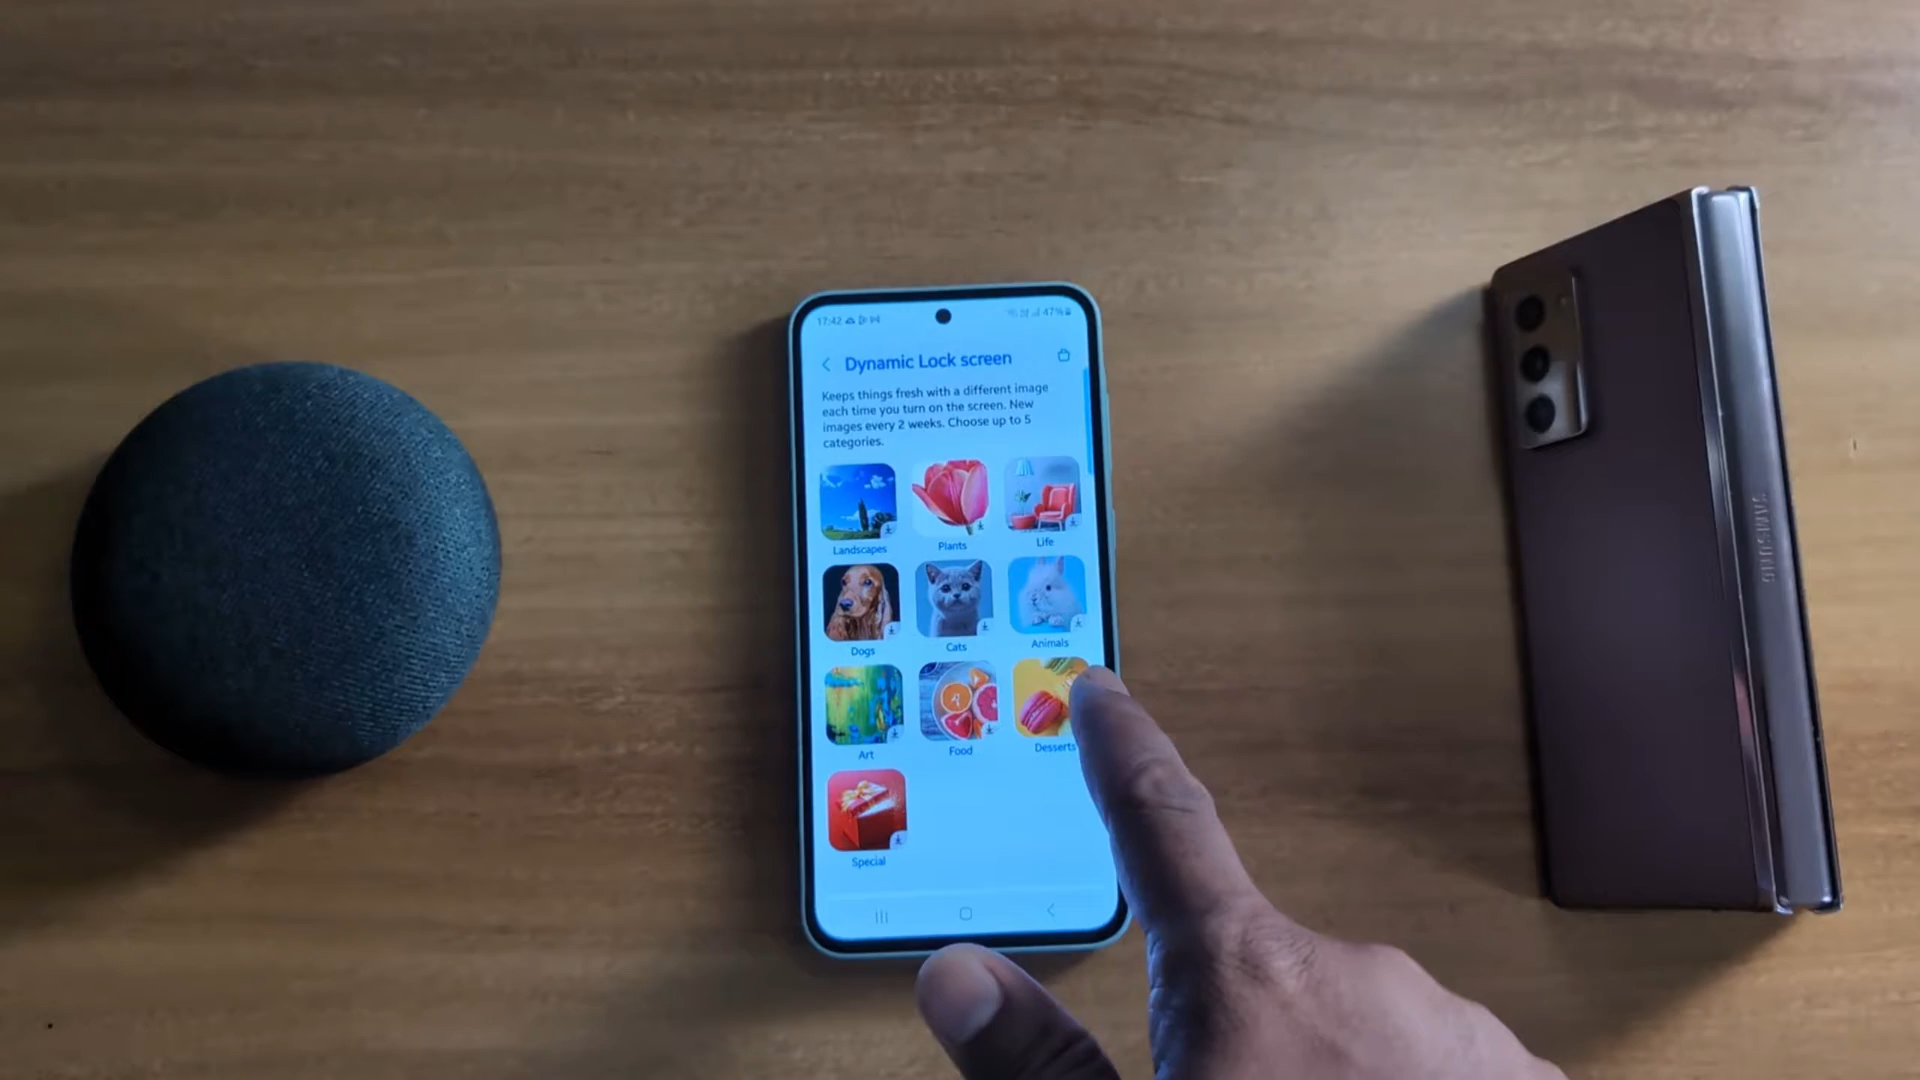 17:42
47%
Dynamic Lock screen
Keeps things fresh with a different image
each time you turn on the screen. New
images every 2 weeks. Choose up to 5
categories.
Landscapes
Plants
Life
Dogs
Cats
Animals
Art
Food
Desserts
Special
SAMSUNG